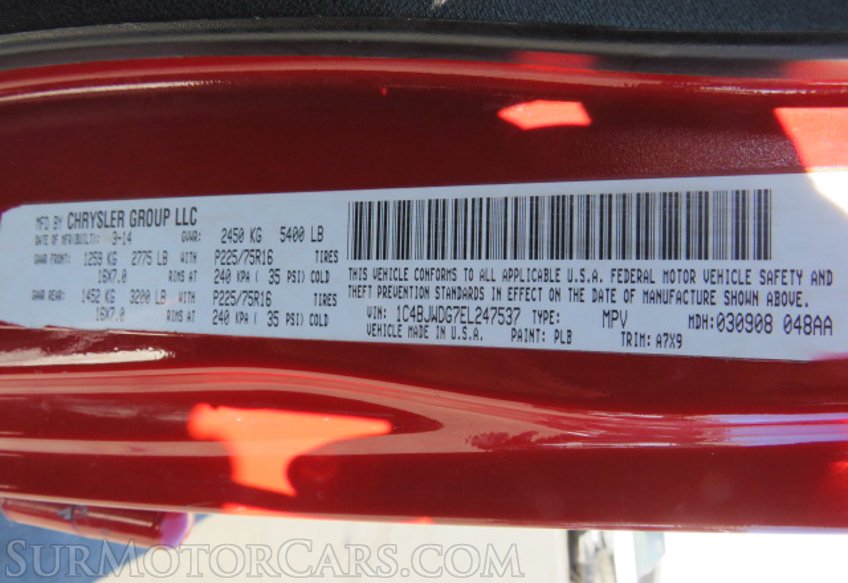 MFD BY CHRYSLER GROUP LLC
DATE OF MFR(BUILT): 3-14 GVWR: 2450 KG 5400 LB
GAWR FRONT: 1259 KG 2775 LB WITH P225/75R16 TIRES
16X7.0 RIMS AT 240 KPA ( 35 PSI) COLD
GAWR REAR: 1452 KG 3200 LB WITH P225/75R16 TIRES
16X7.0 RIMS AT 240 KPA ( 35 PSI) COLD
THIS VEHICLE CONFORMS TO ALL APPLICABLE U.S.A. FEDERAL MOTOR VEHICLE SAFETY AND
THEFT PREVENTION STANDARDS IN EFFECT ON THE DATE OF MANUFACTURE SHOWN ABOVE.
VIN: 1C4BJWDG7EL247537 TYPE: MPV MDH: 030908 048AA
VEHICLE MADE IN U.S.A. PAINT: PLB TRIM: A7X9
SURMOTORCARS.COM